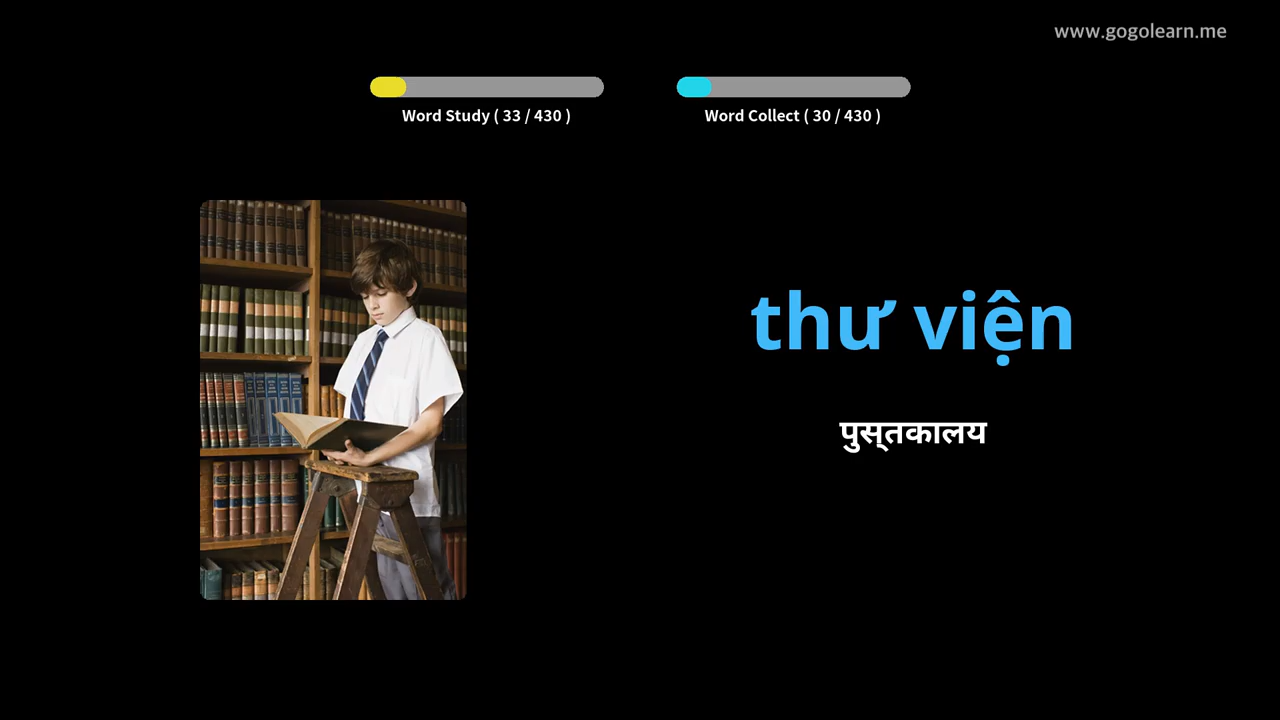 www.gogolearn.me
Word Study ( 33 / 430 )
Word Collect ( 30 / 430 )
thư viện
पुस्तकालय